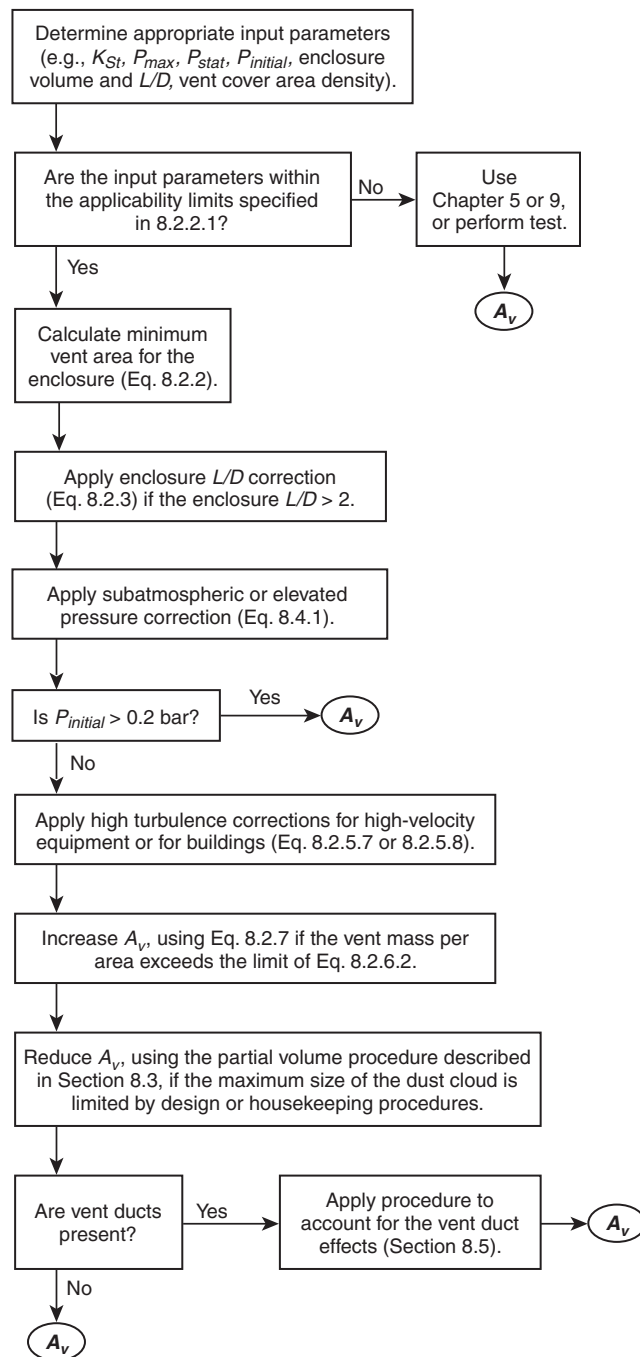 Determine appropriate input parameters
(e.g., K_St, P_max, P_stat, P_initial, enclosure
volume and L/D, vent cover area density).
Are the input parameters within
the applicability limits specified
in 8.2.2.1?
No
Use
Chapter 5 or 9,
or perform test.
A_v
Yes
Calculate minimum
vent area for the
enclosure (Eq. 8.2.2).
Apply enclosure L/D correction
(Eq. 8.2.3) if the enclosure L/D > 2.
Apply subatmospheric or elevated
pressure correction (Eq. 8.4.1).
Is P_initial > 0.2 bar?
Yes
A_v
No
Apply high turbulence corrections for high-velocity
equipment or for buildings (Eq. 8.2.5.7 or 8.2.5.8).
Increase A_v, using Eq. 8.2.7 if the vent mass per
area exceeds the limit of Eq. 8.2.6.2.
Reduce A_v, using the partial volume procedure described
in Section 8.3, if the maximum size of the dust cloud is
limited by design or housekeeping procedures.
Are vent ducts
present?
Yes
Apply procedure to
account for the vent duct
effects (Section 8.5).
A_v
No
A_v